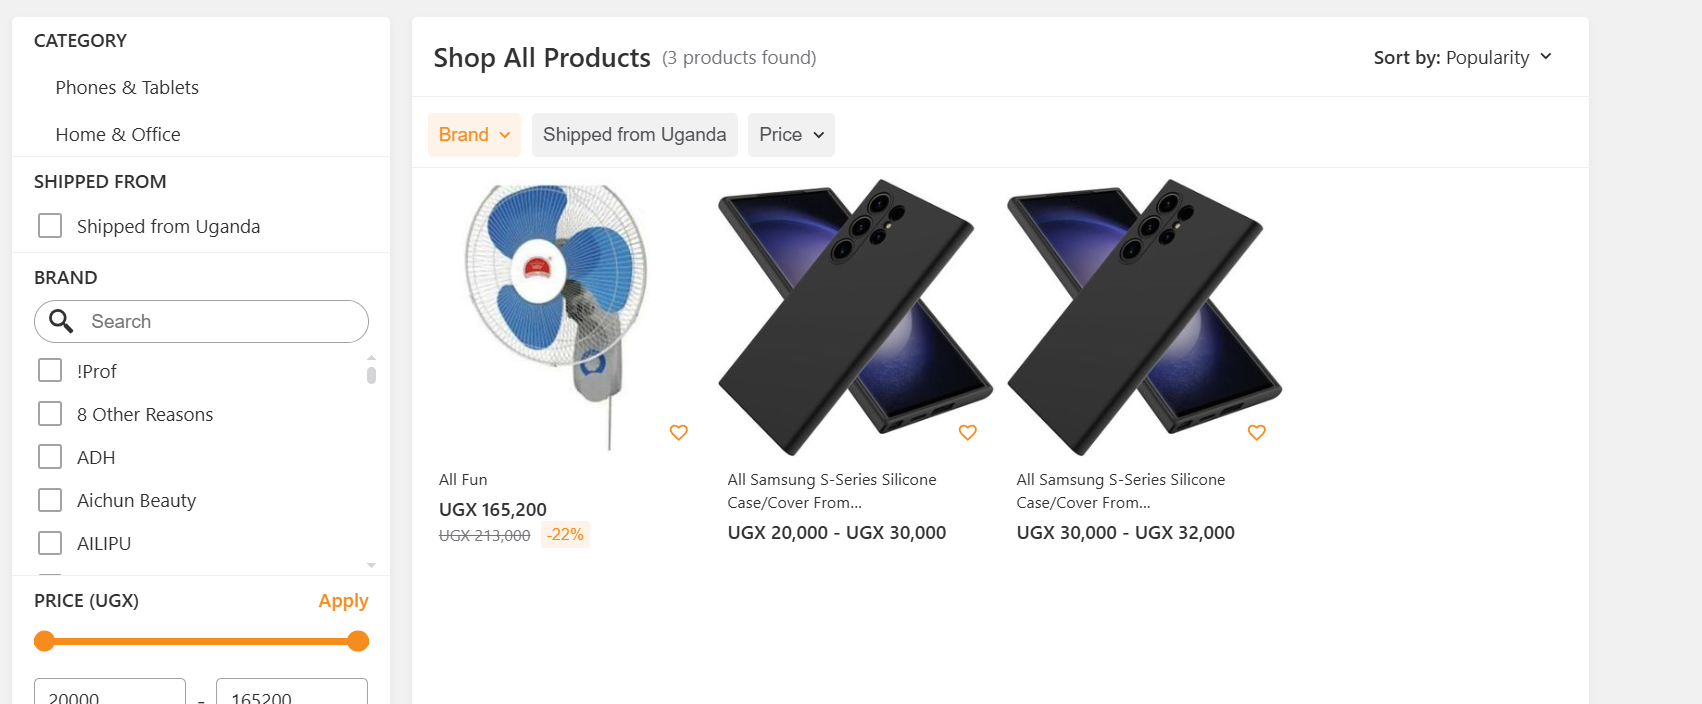 CATEGORY
Phones & Tablets
Home & Office
SHIPPED FROM
Shipped from Uganda
BRAND
Search
!Prof
8 Other Reasons
ADH
Aichun Beauty
AILIPU
PRICE (UGX)
Apply
20000 - 165200
Shop All Products (3 products found)
Sort by: Popularity
Brand
Shipped from Uganda
Price
All Fun
UGX 165,200
UGX 213,000 -22%
All Samsung S-Series Silicone
Case/Cover From...
UGX 20,000 - UGX 30,000
All Samsung S-Series Silicone
Case/Cover From...
UGX 30,000 - UGX 32,000